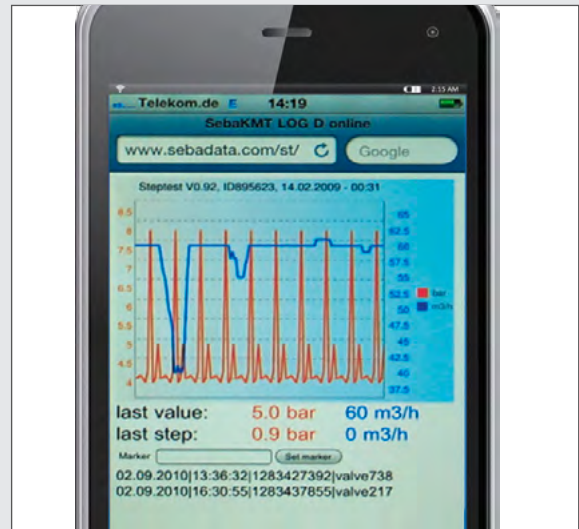 2:15 AM
Telekom.de E 14:19
SebaKMT LOG D online
www.sebadata.com/st/ Google
Steptest V0.92, ID895623, 14.02.2009 - 00:31
8.5
8
7.5
7
6.5
6
5.5
5
4.5
4
65
62.5
60
57.5
55
52.5
50
47.5
45
42.5
40
37.5
bar
m3/h
last value: 5.0 bar 60 m3/h
last step: 0.9 bar 0 m3/h
Marker Set marker
02.09.2010|13:36:32|1283427392|valve738
02.09.2010|16:30:55|1283437855|valve217